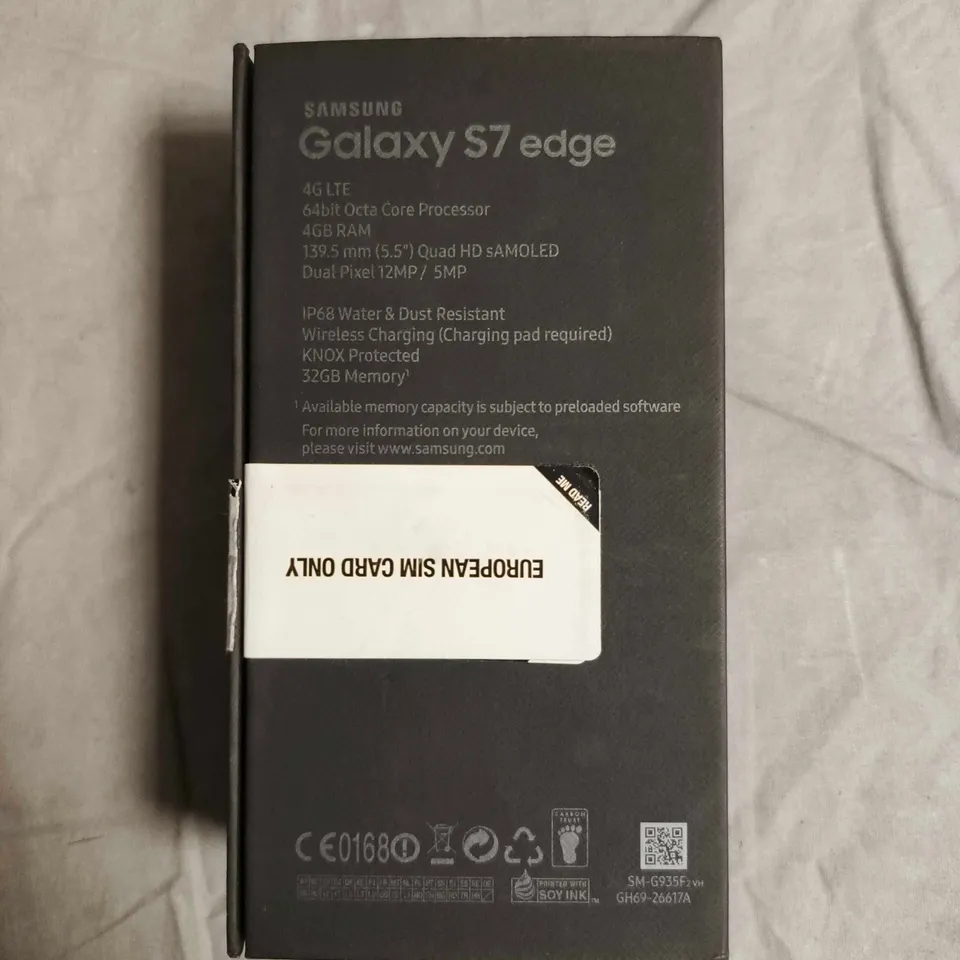 SAMSUNG
Galaxy S7 edge
4G LTE
64bit Octa Core Processor
4GB RAM
139.5 mm (5.5") Quad HD sAMOLED
Dual Pixel 12MP / 5MP
IP68 Water & Dust Resistant
Wireless Charging (Charging pad required)
KNOX Protected
32GB Memory¹
¹ Available memory capacity is subject to preloaded software
For more information on your device,
please visit www.samsung.com
READ ME
EUROPEAN SIM CARD ONLY
CARBON
TRUST
CE0168
PRINTED WITH
SOY INK™
SM-G935F
GH69-26617A